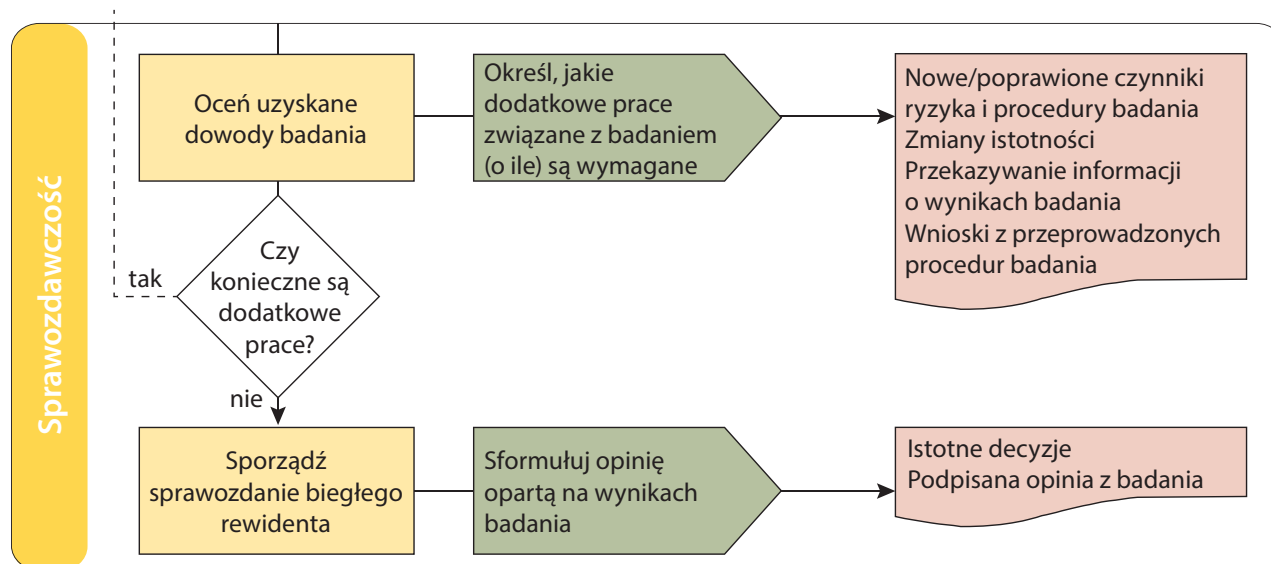 Sprawozdawczość
Oceń uzyskane
dowody badania
Określ, jakie
dodatkowe prace
związane z badaniem
(o ile) są wymagane
Nowe/poprawione czynniki
ryzyka i procedury badania
Zmiany istotności
Przekazywanie informacji
o wynikach badania
Wnioski z przeprowadzonych
procedur badania
Czy
konieczne są
dodatkowe
prace?
tak
nie
Sporządź
sprawozdanie biegłego
rewidenta
Sformułuj opinię
opartą na wynikach
badania
Istotne decyzje
Podpisana opinia z badania